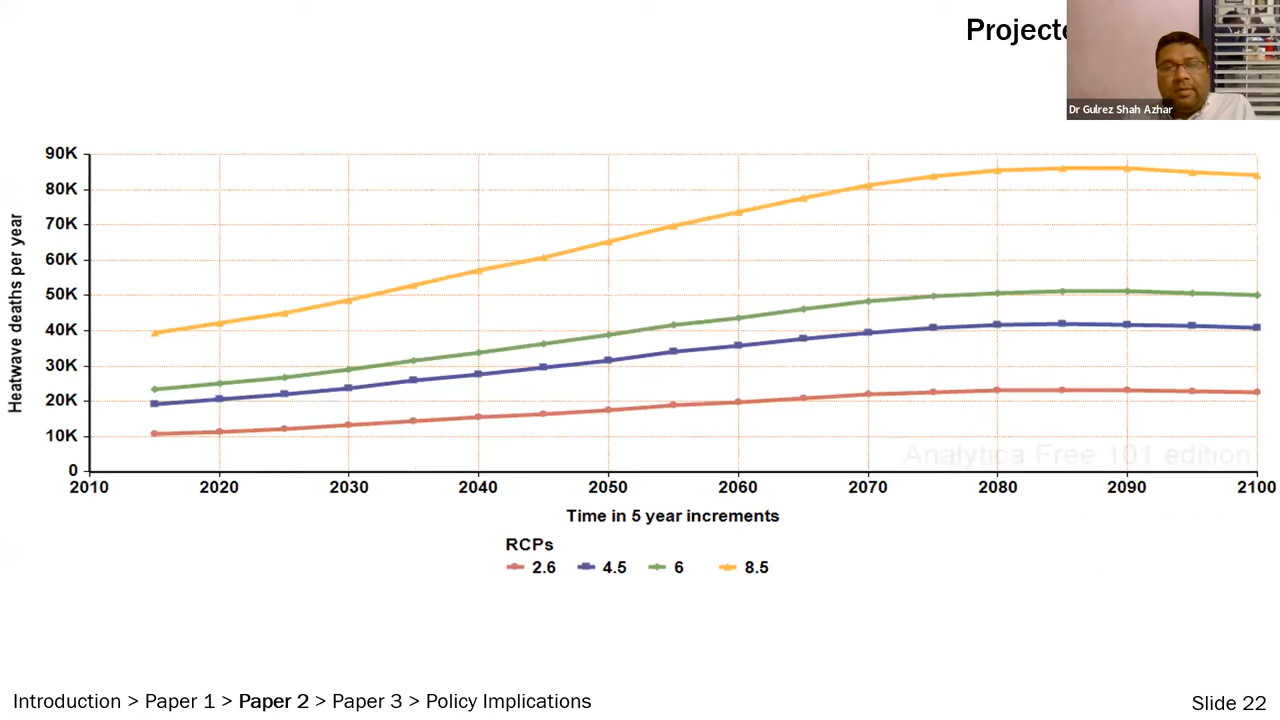 Projecte
Dr Gulrez Shah Azhar
90K
80K
70K
60K
50K
40K
30K
20K
10K
0
Heatwave deaths per year
2010 2020 2030 2040 2050 2060 2070 2080 2090 2100
Analytica Free 101 edition
Time in 5 year increments
RCPs
2.6 4.5 6 8.5
Introduction > Paper 1 > Paper 2 > Paper 3 > Policy Implications
Slide 22